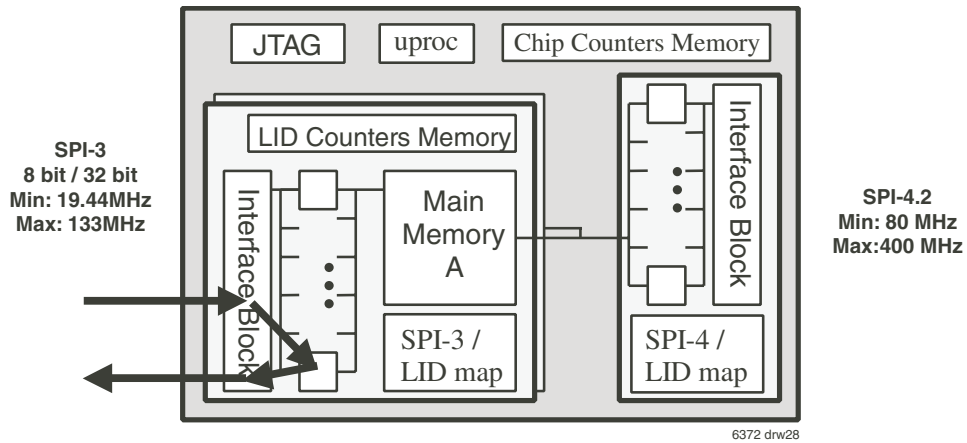 JTAG
uproc
Chip Counters Memory
SPI-3
8 bit / 32 bit
Min: 19.44MHz
Max: 133MHz
LID Counters Memory
Interface Block
Main
Memory
A
SPI-3 /
LID map
Interface Block
SPI-4 /
LID map
SPI-4.2
Min: 80 MHz
Max:400 MHz
6372 drw28